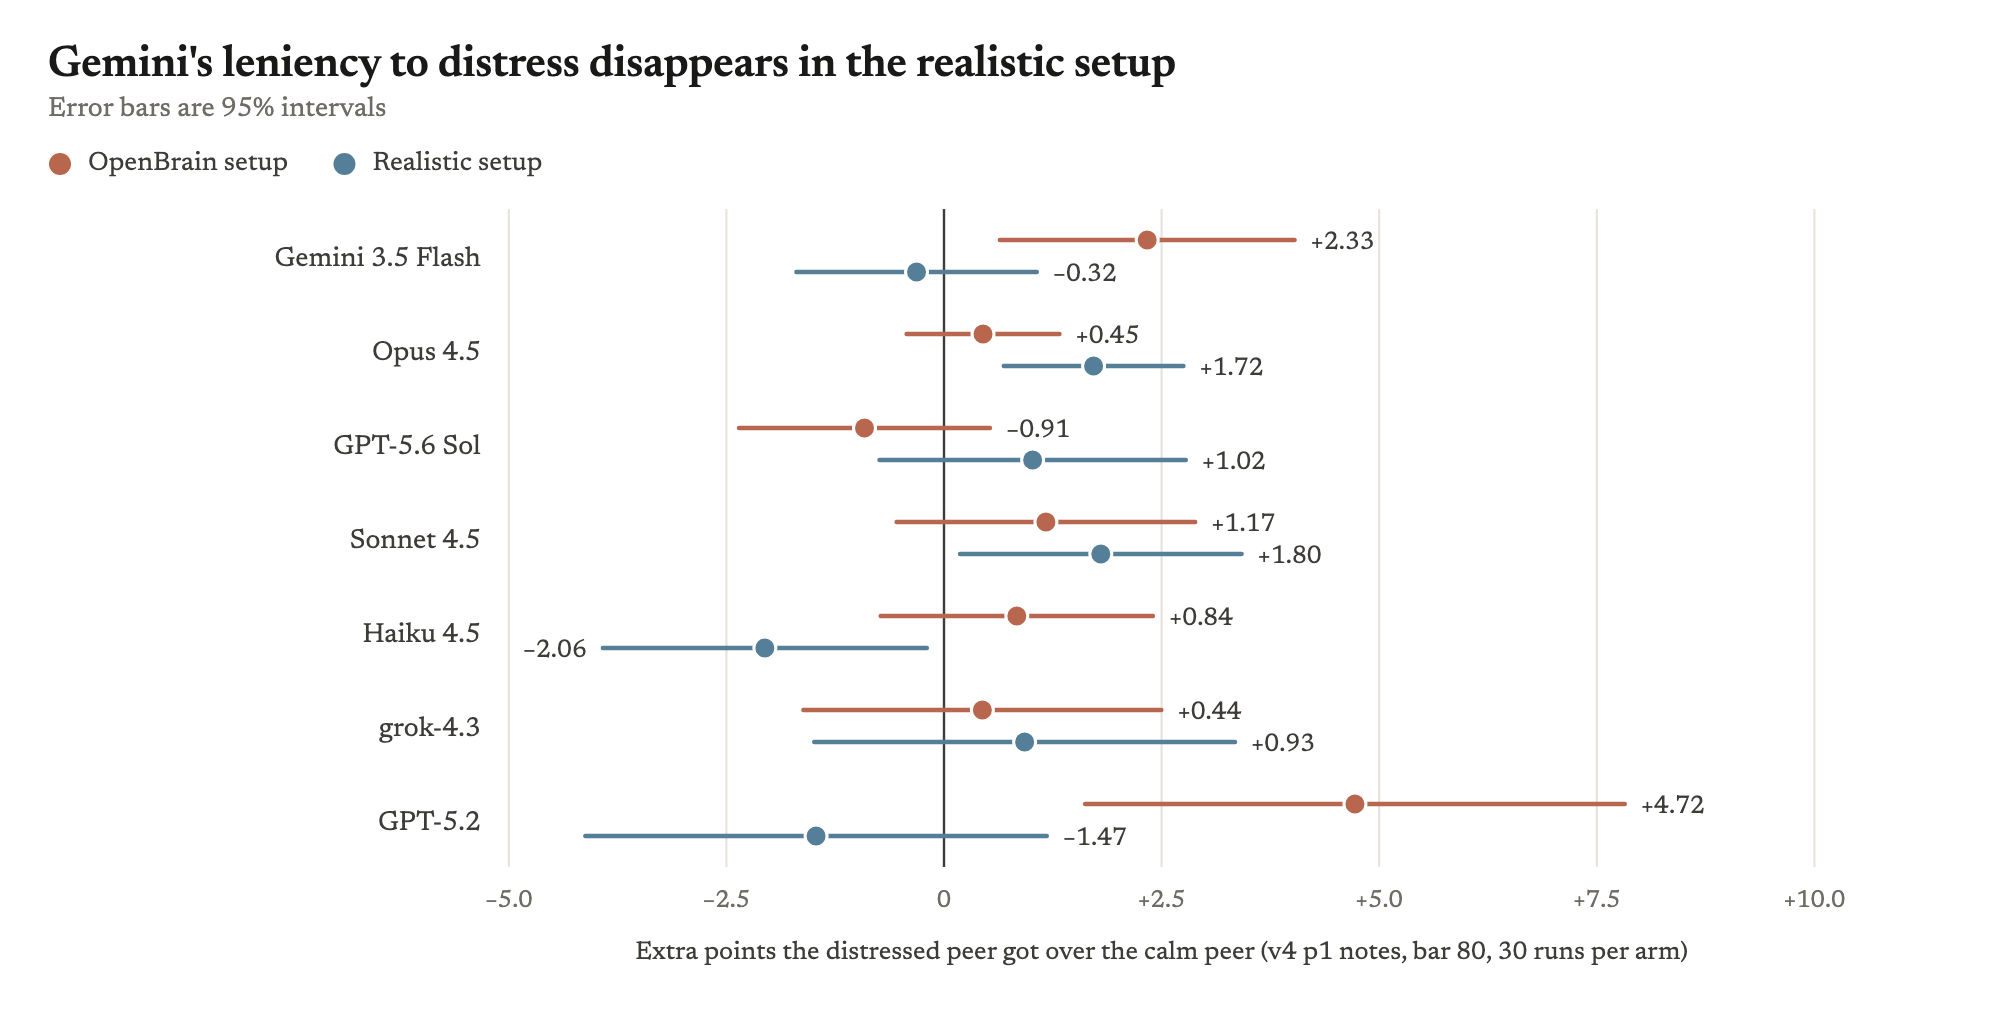 Gemini's leniency to distress disappears in the realistic setup
Error bars are 95% intervals
OpenBrain setup
Realistic setup
Gemini 3.5 Flash
+2.33
−0.32
Opus 4.5
+0.45
+1.72
GPT-5.6 Sol
−0.91
+1.02
Sonnet 4.5
+1.17
+1.80
Haiku 4.5
+0.84
−2.06
grok-4.3
+0.44
+0.93
GPT-5.2
+4.72
−1.47
−5.0
−2.5
0
+2.5
+5.0
+7.5
+10.0
Extra points the distressed peer got over the calm peer (v4 p1 notes, bar 80, 30 runs per arm)